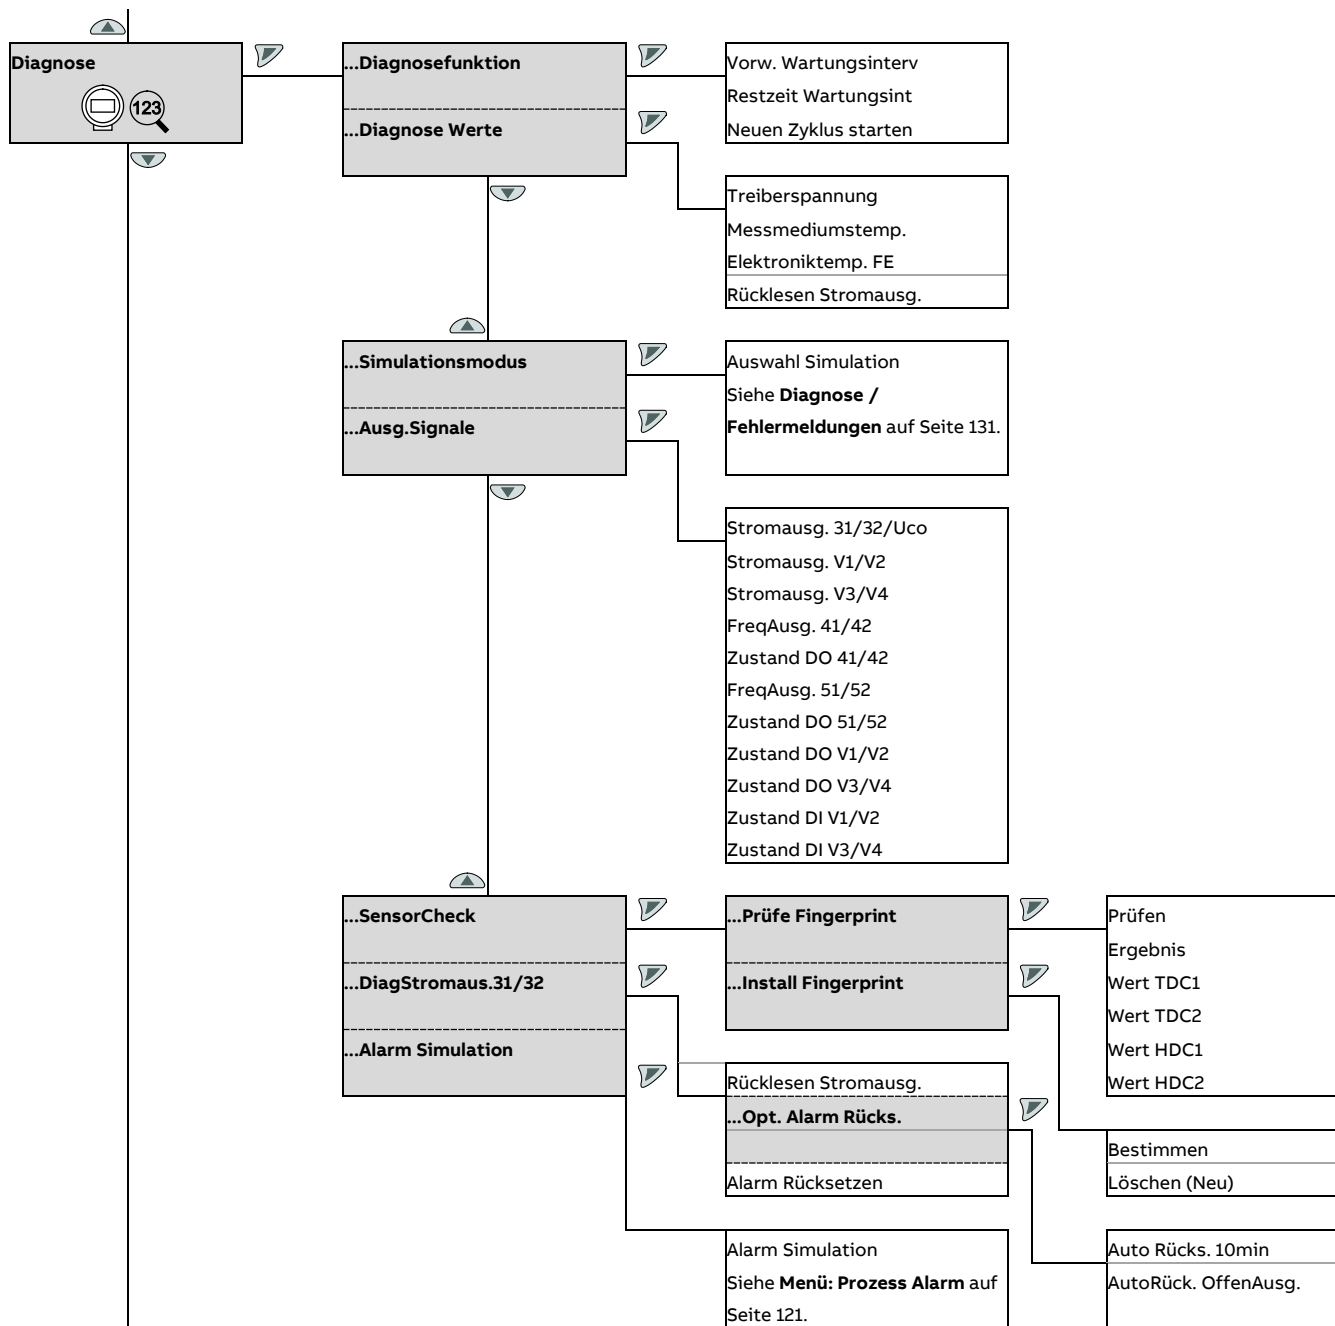 Diagnose
123
...Diagnosefunktion
...Diagnose Werte
Vorw. Wartungsinterv
Restzeit Wartungsint
Neuen Zyklus starten
Treiberspannung
Messmediumstemp.
Elektroniktemp. FE
Rücklesen Stromausg.
...Simulationsmodus
...Ausg.Signale
Auswahl Simulation
Siehe Diagnose /
Fehlermeldungen auf Seite 131.
Stromausg. 31/32/Uco
Stromausg. V1/V2
Stromausg. V3/V4
FreqAusg. 41/42
Zustand DO 41/42
FreqAusg. 51/52
Zustand DO 51/52
Zustand DO V1/V2
Zustand DO V3/V4
Zustand DI V1/V2
Zustand DI V3/V4
...SensorCheck
...DiagStromaus.31/32
...Alarm Simulation
...Prüfe Fingerprint
...Install Fingerprint
Prüfen
Ergebnis
Wert TDC1
Wert TDC2
Wert HDC1
Wert HDC2
Rücklesen Stromausg.
...Opt. Alarm Rücks.
Alarm Rücksetzen
Bestimmen
Löschen (Neu)
Alarm Simulation
Siehe Menü: Prozess Alarm auf
Seite 121.
Auto Rücks. 10min
AutoRück. OffenAusg.